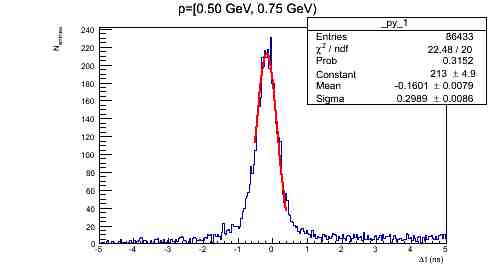 p=[0.50 GeV, 0.75 GeV)
_py_1
Entries 86433
χ² / ndf 22.48 / 20
Prob 0.3152
Constant 213 ± 4.9
Mean -0.1601 ± 0.0079
Sigma 0.2989 ± 0.0086
N_entries
240
220
200
180
160
140
120
100
80
60
40
20
0
-5 -4 -3 -2 -1 0 1 2 3 4 5
Δt (ns)